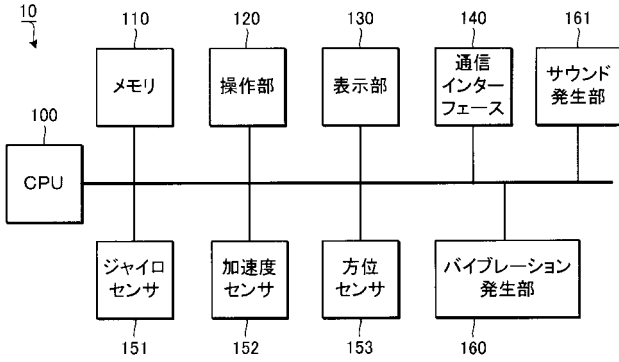 10
110
120
130
140
161
メモリ
操作部
表示部
通信
インター
フェース
サウンド
発生部
100
CPU
ジャイロ
センサ
加速度
センサ
方位
センサ
バイブレーション
発生部
151
152
153
160